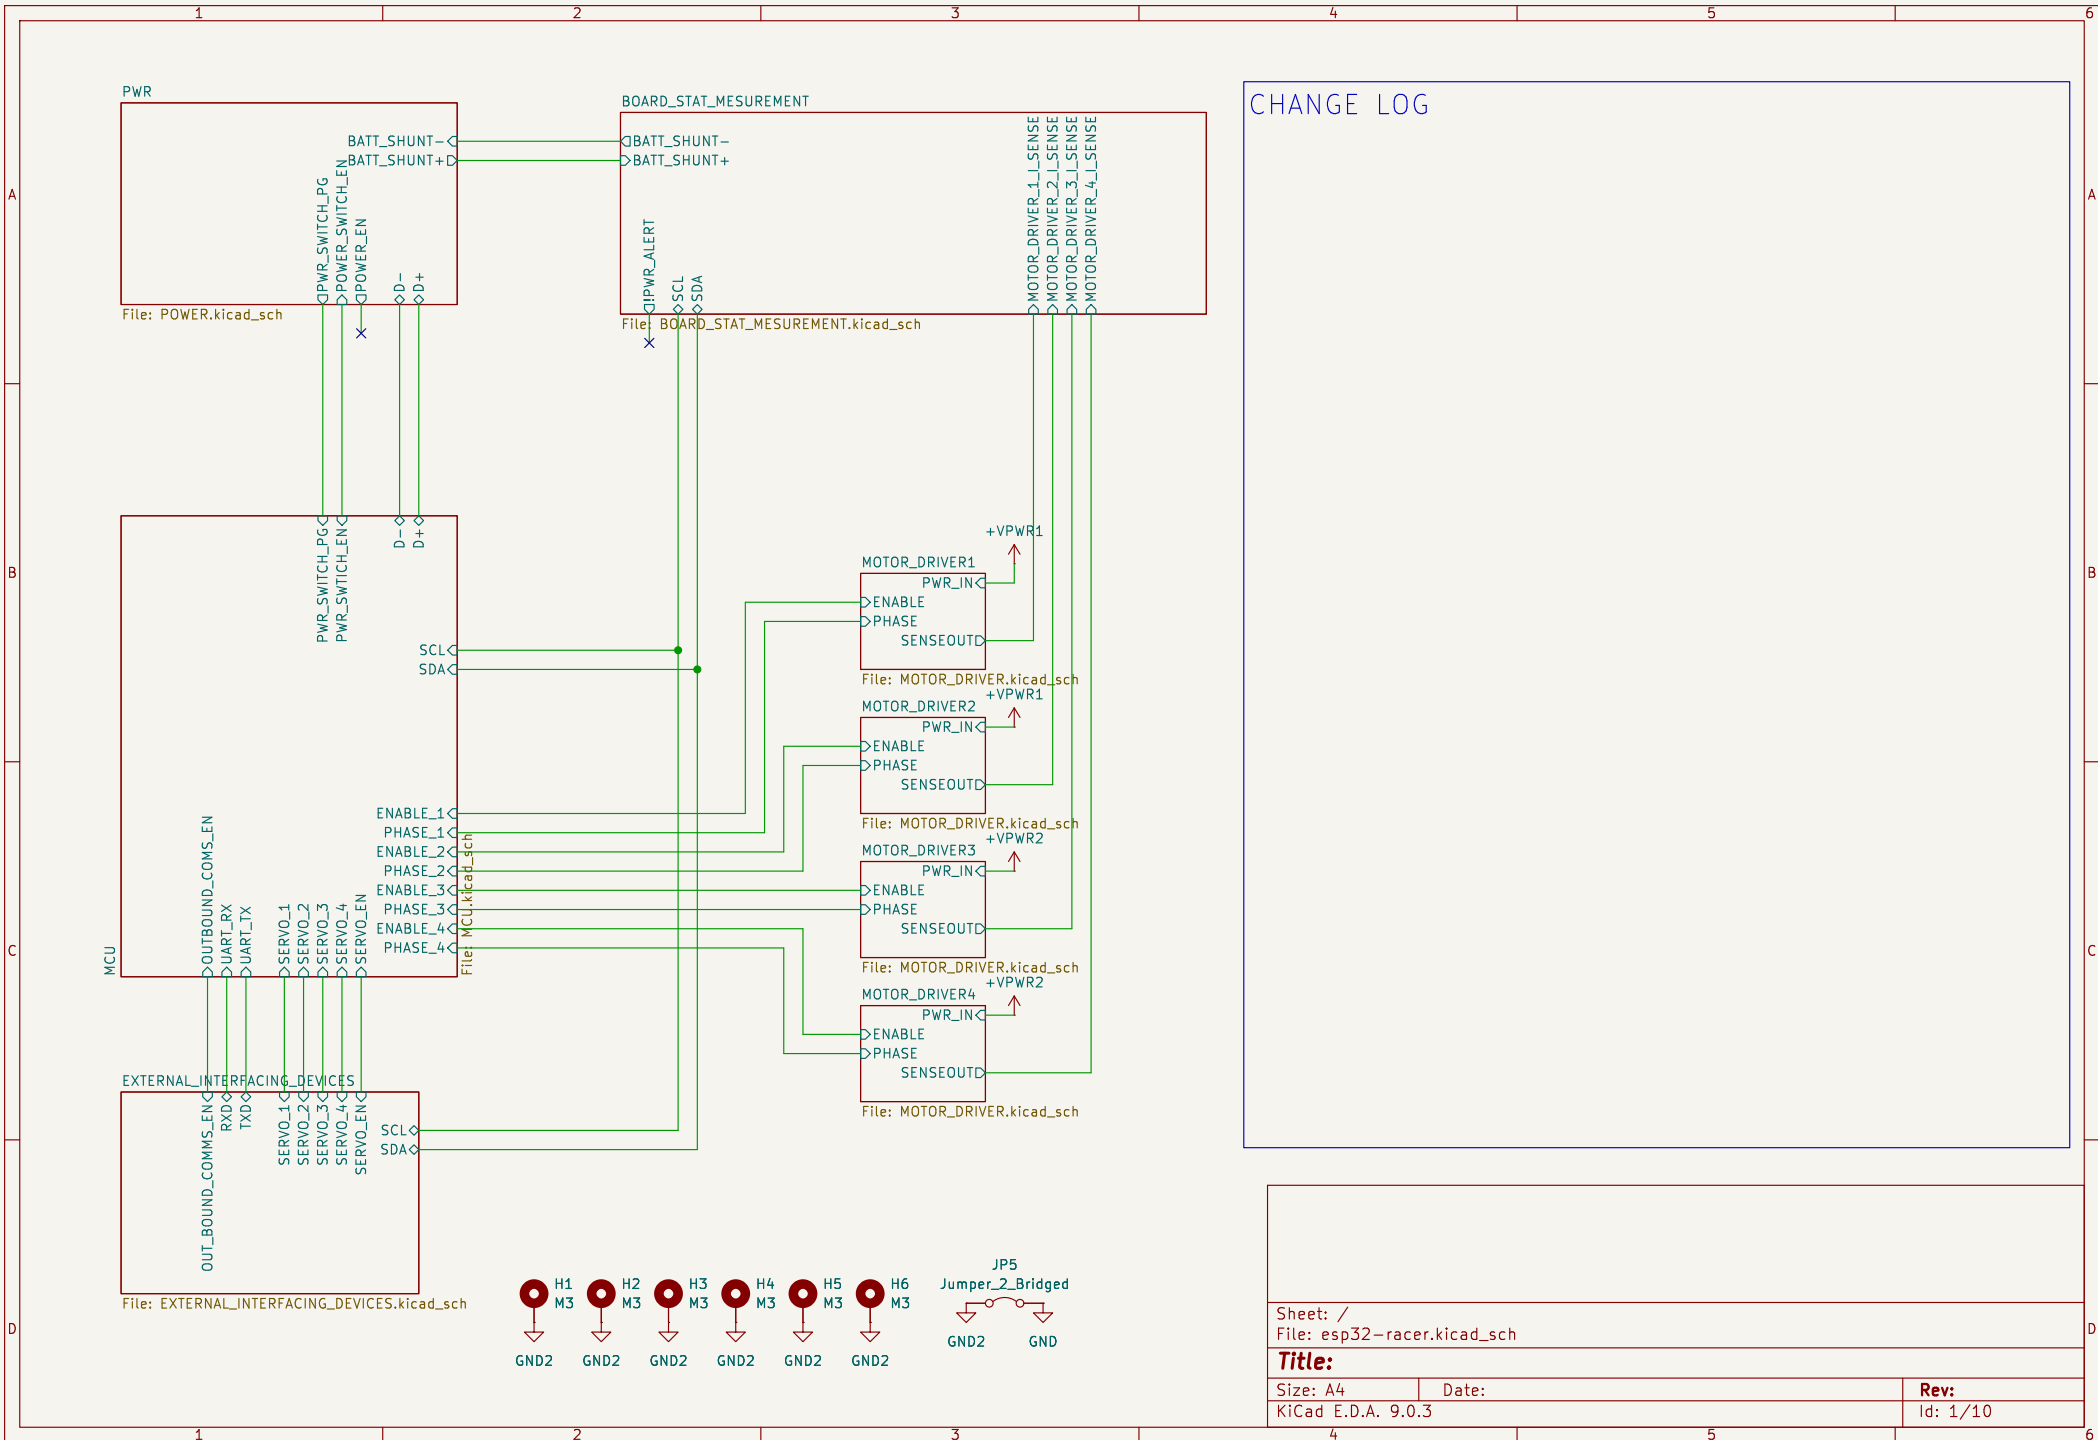 1 2 3 4 5 6
A
B
C
D
A
B
C
D
1 2 3 4 5 6
PWR
BATT_SHUNT-
BATT_SHUNT+
PWR_SWITCH_PG
POWER_SWITCH_EN
POWER_EN
D-
D+
File: POWER.kicad_sch
BOARD_STAT_MESUREMENT
BATT_SHUNT-
BATT_SHUNT+
!PWR_ALERT
SCL
SDA
MOTOR_DRIVER_1_I_SENSE
MOTOR_DRIVER_2_I_SENSE
MOTOR_DRIVER_3_I_SENSE
MOTOR_DRIVER_4_I_SENSE
File: BOARD_STAT_MESUREMENT.kicad_sch
CHANGE LOG
MCU
PWR_SWITCH_PG
PWR_SWTICH_EN
D-
D+
SCL
SDA
ENABLE_1
PHASE_1
ENABLE_2
PHASE_2
ENABLE_3
PHASE_3
ENABLE_4
PHASE_4
OUTBOUND_COMS_EN
UART_RX
UART_TX
SERVO_1
SERVO_2
SERVO_3
SERVO_4
SERVO_EN
File: MCU.kicad_sch
+VPWR1
MOTOR_DRIVER1
PWR_IN
ENABLE
PHASE
SENSEOUT
File: MOTOR_DRIVER.kicad_sch
+VPWR1
MOTOR_DRIVER2
PWR_IN
ENABLE
PHASE
SENSEOUT
File: MOTOR_DRIVER.kicad_sch
+VPWR2
MOTOR_DRIVER3
PWR_IN
ENABLE
PHASE
SENSEOUT
File: MOTOR_DRIVER.kicad_sch
+VPWR2
MOTOR_DRIVER4
PWR_IN
ENABLE
PHASE
SENSEOUT
File: MOTOR_DRIVER.kicad_sch
EXTERNAL_INTERFACING_DEVICES
OUT_BOUND_COMMS_EN
RXD
TXD
SERVO_1
SERVO_2
SERVO_3
SERVO_4
SERVO_EN
SCL
SDA
File: EXTERNAL_INTERFACING_DEVICES.kicad_sch
H1
M3
GND2
H2
M3
GND2
H3
M3
GND2
H4
M3
GND2
H5
M3
GND2
H6
M3
GND2
JP5
Jumper_2_Bridged
GND2
GND
Sheet: /
File: esp32-racer.kicad_sch
Title:
Size: A4 Date: Rev:
KiCad E.D.A. 9.0.3 Id: 1/10